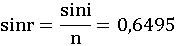 sinr = sini/n = 0,6495